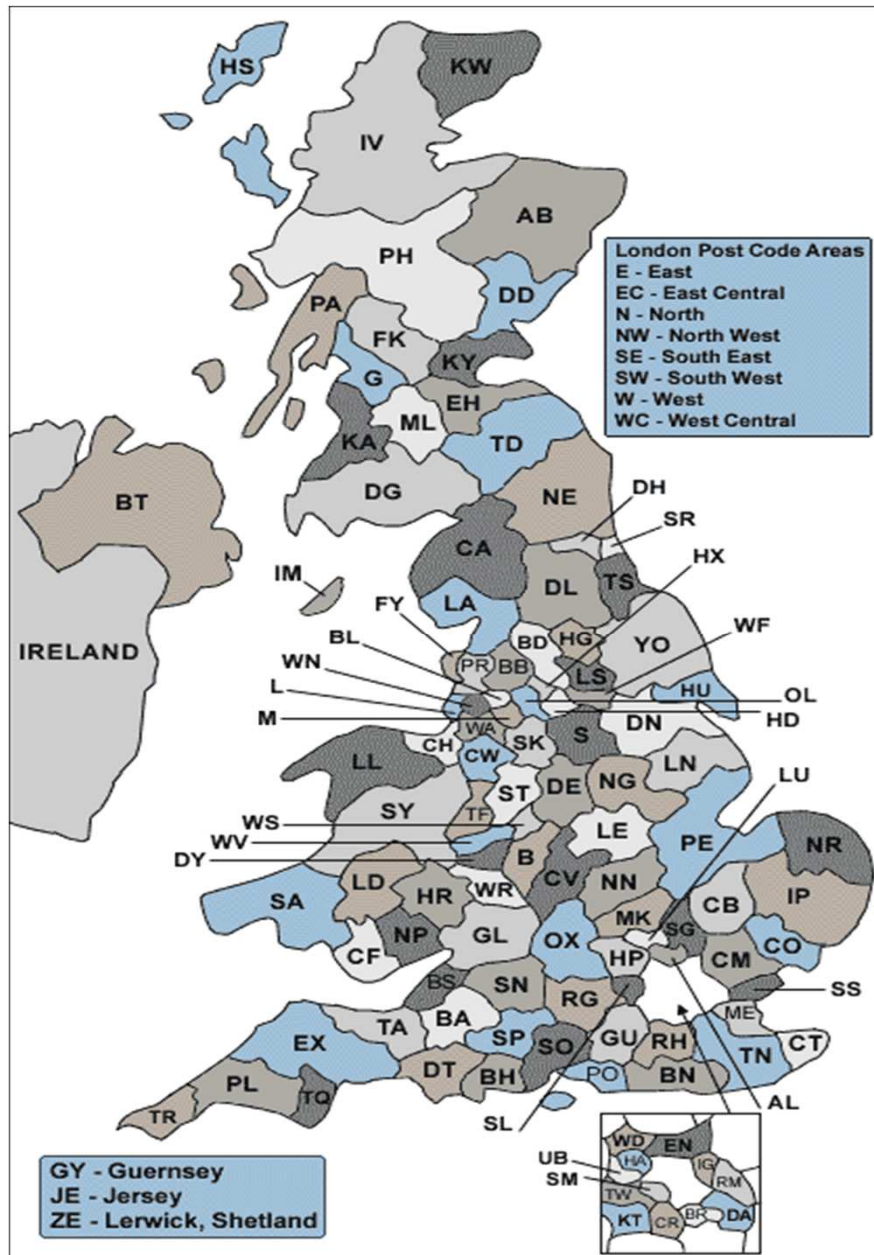 HS
KW
IV
AB
PH
London Post Code Areas
E - East
EC - East Central
N - North
NW - North West
SE - South East
SW - South West
W - West
WC - West Central
DD
PA
FK
KY
G
EH
ML
KA
TD
DG
NE
BT
DH
SR
CA
HX
IM
DL
TS
FY
LA
IRELAND
BL
BD
HG
YO
WF
WN
PR
BB
LS
L
HU
OL
M
WA
DN
HD
CH
SK
S
CW
LL
LN
LU
ST
DE
NG
SY
TF
WS
LE
PE
WV
B
NR
DY
CV
LD
WR
NN
IP
HR
SA
MK
CB
NP
GL
SG
OX
CO
CF
HP
CM
BS
SN
SS
RG
ME
TA
BA
EX
SP
SO
GU
RH
TN
CT
PL
DT
PO
BN
BH
TQ
TR
SL
AL
WD
EN
UB
HA
IG
SM
RM
TW
KT
CR
BR
DA
GY - Guernsey
JE - Jersey
ZE - Lerwick, Shetland